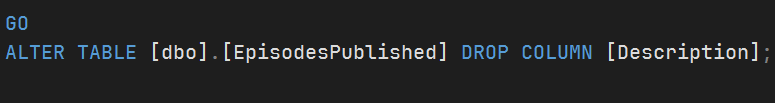 GO
ALTER TABLE [dbo].[EpisodesPublished] DROP COLUMN [Description];